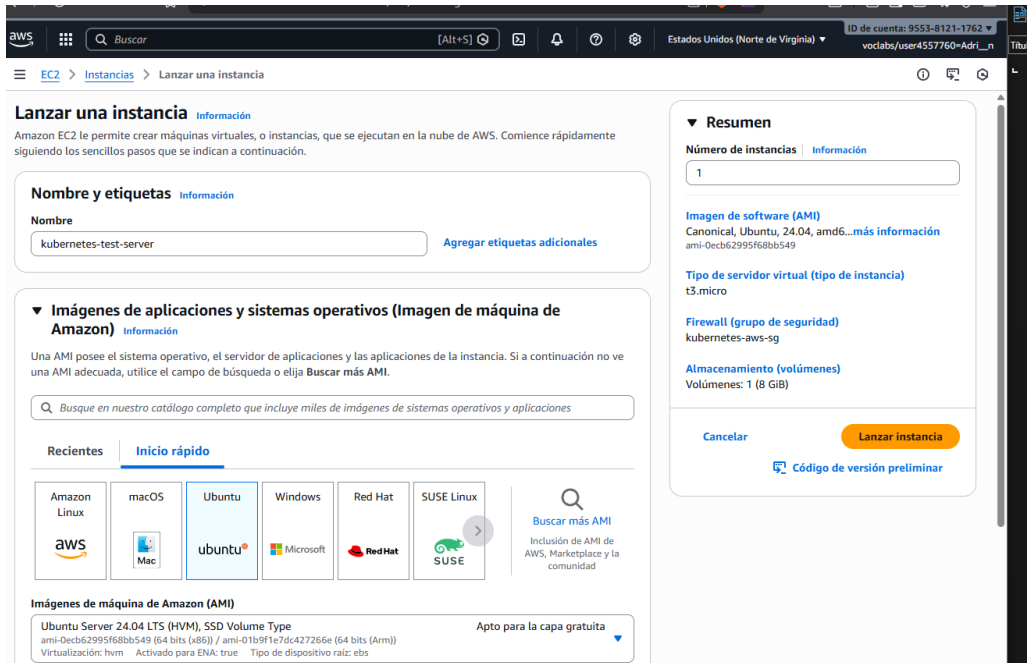 aws
Buscar
[Alt+S]
Estados Unidos (Norte de Virginia) ▼
ID de cuenta: 9553-8121-1762 ▼
voclabs/user4557760=Adri__n
Títu
EC2 > Instancias > Lanzar una instancia
Lanzar una instancia Información
Amazon EC2 le permite crear máquinas virtuales, o instancias, que se ejecutan en la nube de AWS. Comience rápidamente
siguiendo los sencillos pasos que se indican a continuación.
Nombre y etiquetas Información
Nombre
kubernetes-test-server
Agregar etiquetas adicionales
▼ Imágenes de aplicaciones y sistemas operativos (Imagen de máquina de
Amazon) Información
Una AMI posee el sistema operativo, el servidor de aplicaciones y las aplicaciones de la instancia. Si a continuación no ve
una AMI adecuada, utilice el campo de búsqueda o elija Buscar más AMI.
Busque en nuestro catálogo completo que incluye miles de imágenes de sistemas operativos y aplicaciones
Recientes
Inicio rápido
Amazon
Linux
aws
macOS
Mac
Ubuntu
ubuntu
Windows
Microsoft
Red Hat
Red Hat
SUSE Linux
SUSE
Buscar más AMI
Inclusión de AMI de
AWS, Marketplace y la
comunidad
Imágenes de máquina de Amazon (AMI)
Ubuntu Server 24.04 LTS (HVM), SSD Volume Type
Apto para la capa gratuita
ami-0ecb62995f68bb549 (64 bits (x86)) / ami-01b9f1e7dc427266e (64 bits (Arm))
Virtualización: hvm Activado para ENA: true Tipo de dispositivo raíz: ebs
▼ Resumen
Número de instancias Información
1
Imagen de software (AMI)
Canonical, Ubuntu, 24.04, amd6...más información
ami-0ecb62995f68bb549
Tipo de servidor virtual (tipo de instancia)
t3.micro
Firewall (grupo de seguridad)
kubernetes-aws-sg
Almacenamiento (volúmenes)
Volúmenes: 1 (8 GiB)
Cancelar
Lanzar instancia
Código de versión preliminar